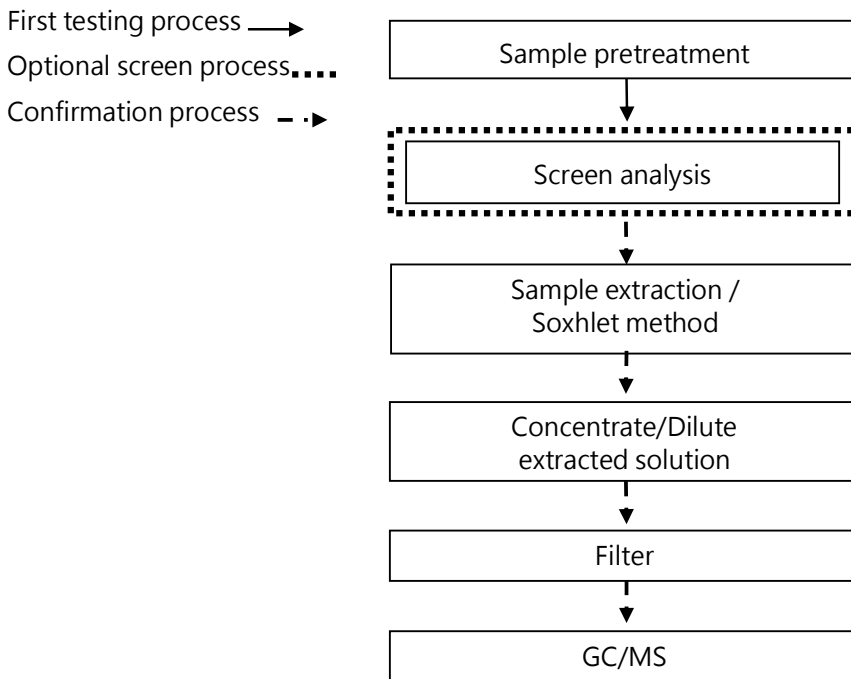 First testing process
Optional screen process
Confirmation process
Sample pretreatment
Screen analysis
Sample extraction /
Soxhlet method
Concentrate/Dilute
extracted solution
Filter
GC/MS